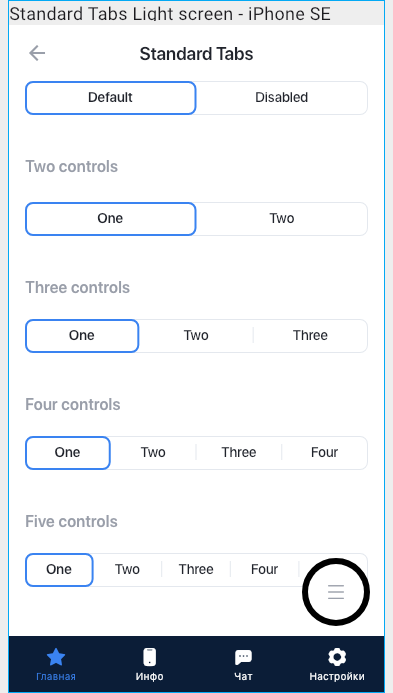 Standard Tabs Light screen - iPhone SE
Standard Tabs
Default Disabled
Two controls
One Two
Three controls
One Two Three
Four controls
One Two Three Four
Five controls
One Two Three Four
Главная Инфо Чат Настройки